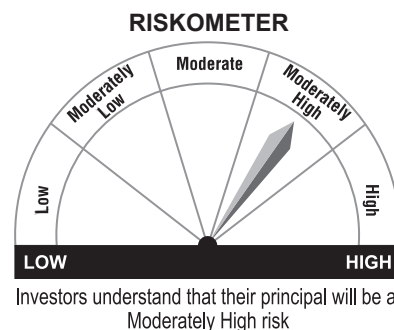 RISKOMETER
Moderate
Moderately
Low
Moderately
High
Low
High
LOW
HIGH
Investors understand that their principal will be a
Moderately High risk